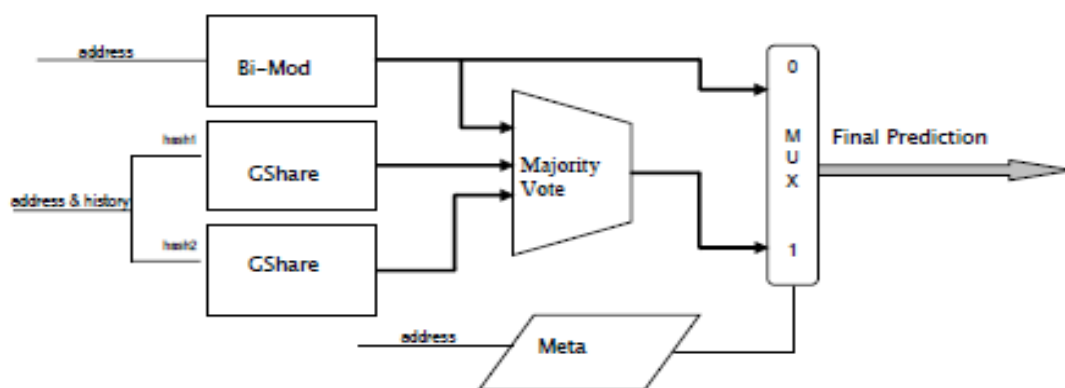 address
Bi-Mod
hash1
GShare
address & history
hash2
GShare
Majority
Vote
0
M
U
X
1
Final Prediction
address
Meta